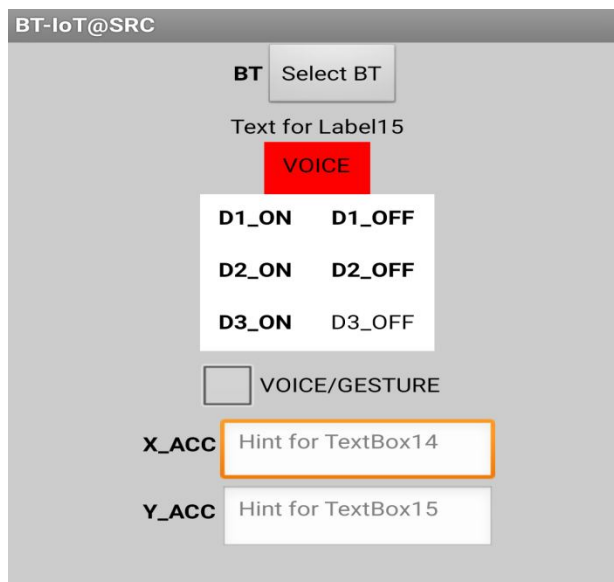 BT-IoT@SRC
BT Select BT
Text for Label15
VOICE
D1_ON D1_OFF
D2_ON D2_OFF
D3_ON D3_OFF
VOICE/GESTURE
X_ACC Hint for TextBox14
Y_ACC Hint for TextBox15